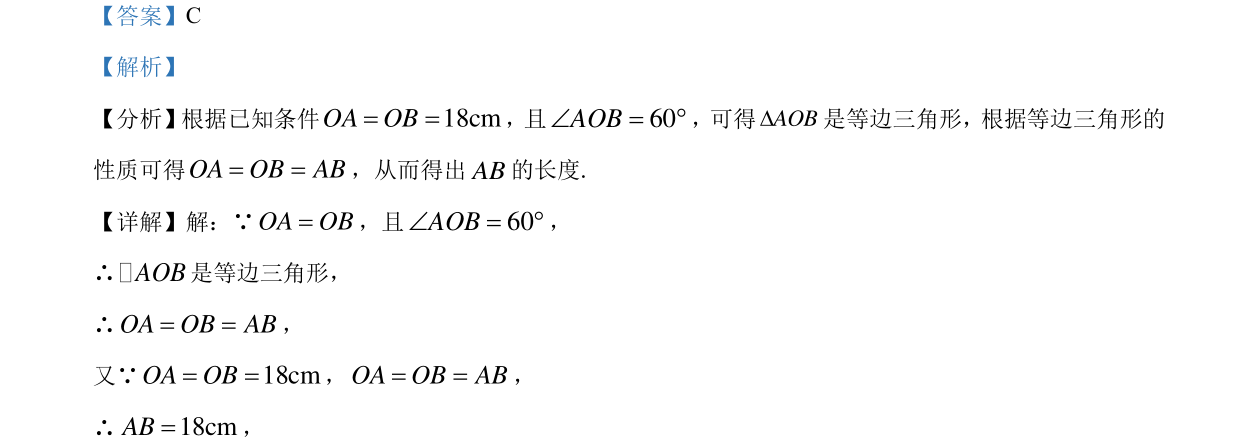 【答案】C
【解析】
【分析】根据已知条件OA=OB=18cm，且∠AOB=60°，可得ΔAOB是等边三角形，根据等边三角形的
性质可得OA=OB=AB，从而得出AB的长度.
【详解】解：∵OA=OB，且∠AOB=60°，
∴□AOB是等边三角形，
∴OA=OB=AB，
又∵OA=OB=18cm，OA=OB=AB，
∴AB=18cm，